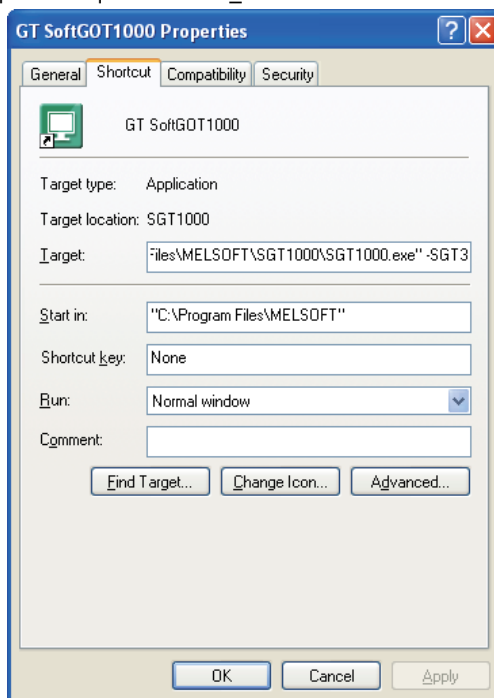 GT SoftGOT1000 Properties
General Shortcut Compatibility Security
GT SoftGOT1000
Target type: Application
Target location: SGT1000
Target: Files\MELSOFT\SGT1000\SGT1000.exe" -SGT3
Start in: "C:\Program Files\MELSOFT"
Shortcut key: None
Run: Normal window
Comment:
Find Target... Change Icon... Advanced...
OK Cancel Apply